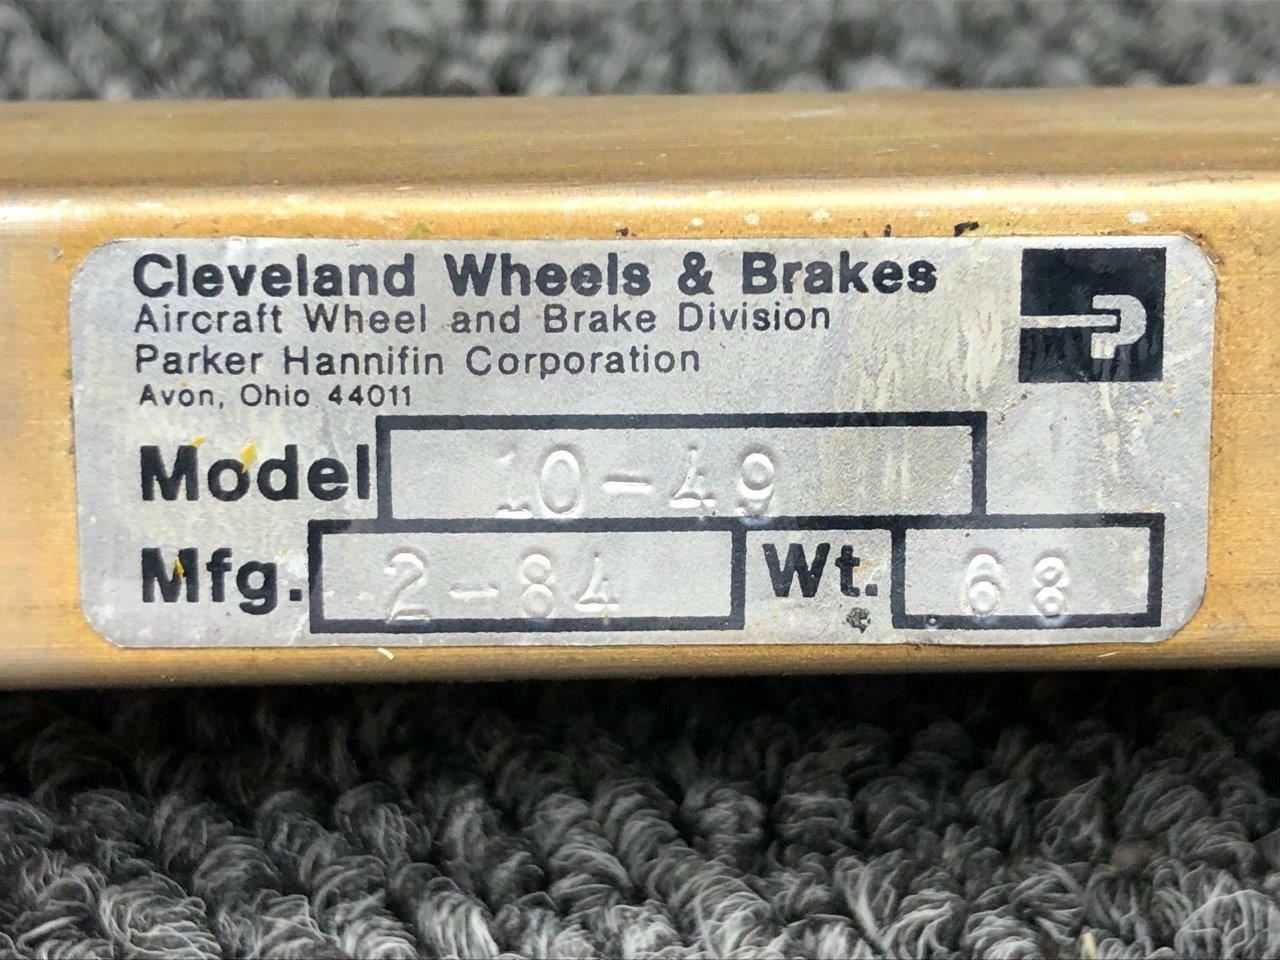 Cleveland Wheels & Brakes
Aircraft Wheel and Brake Division
Parker Hannifin Corporation
Avon, Ohio 44011
Model 10-49
Mfg. 2-84 Wt. 68